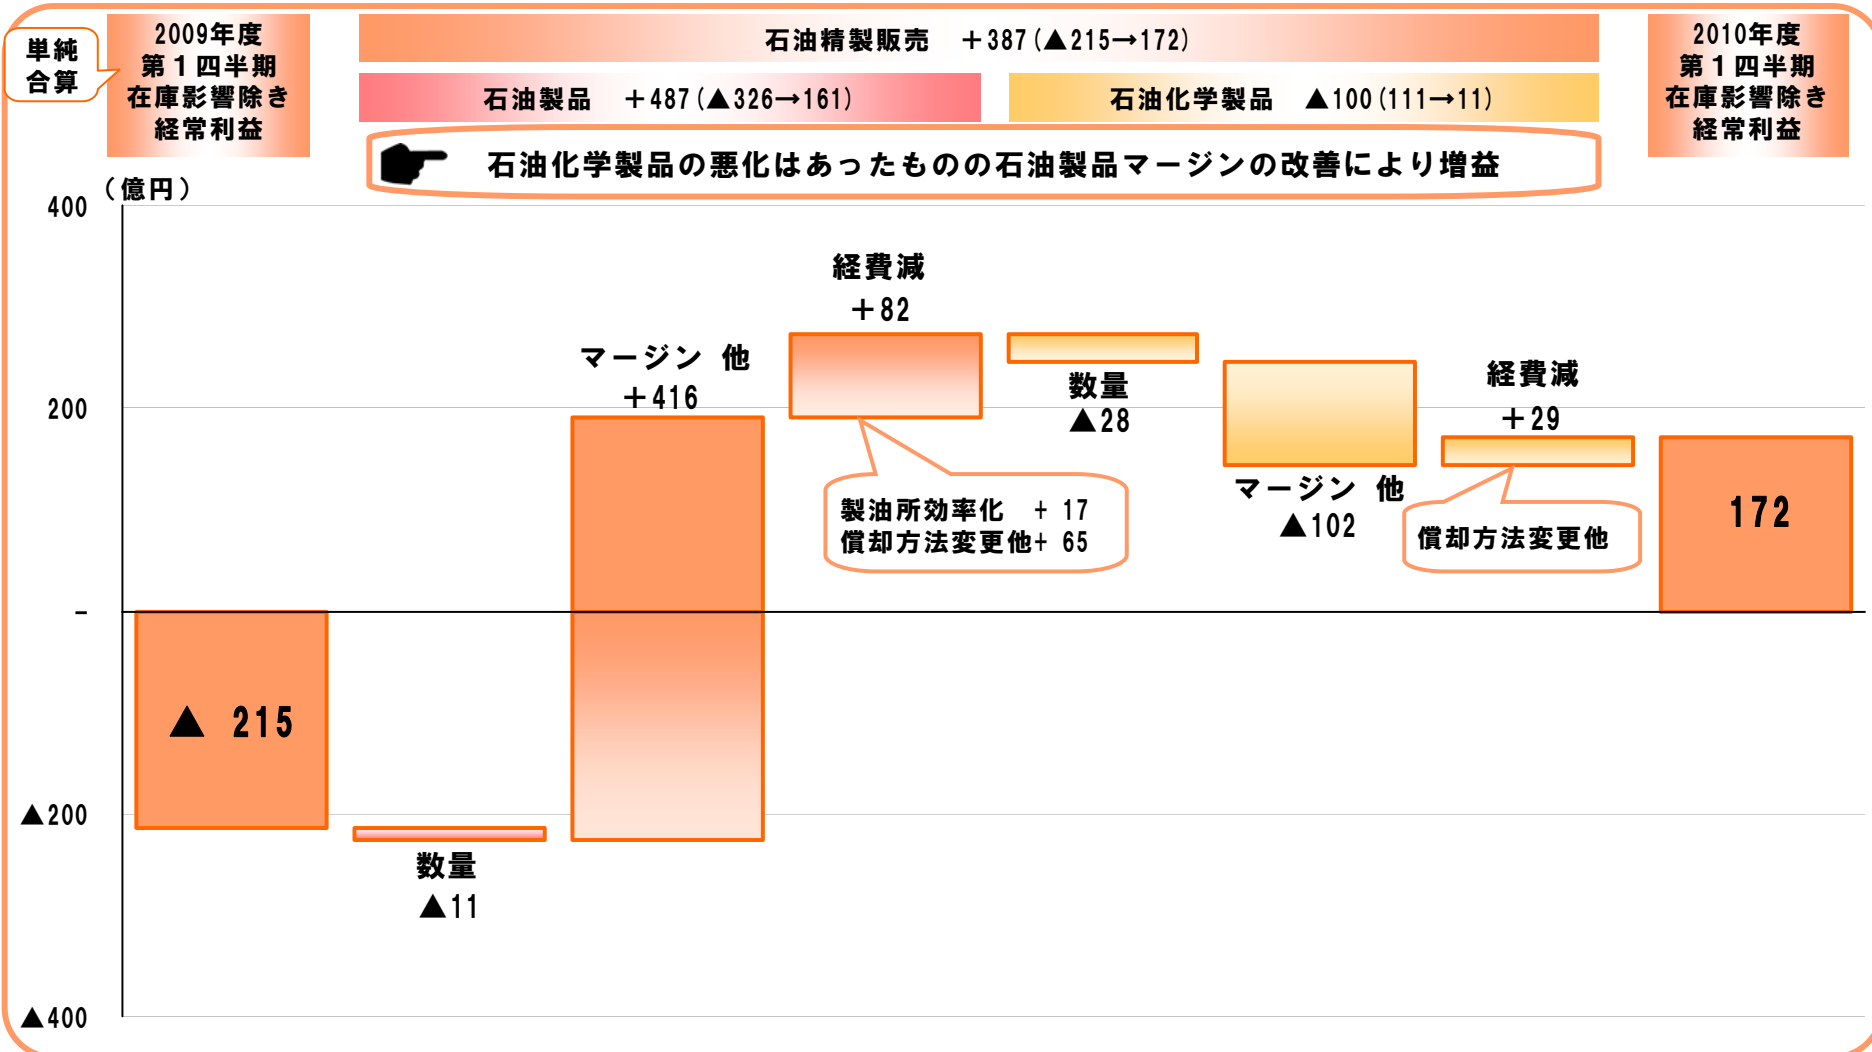 単純
合算
2009年度
第１四半期
在庫影響除き
経常利益
石油精製販売　＋387(▲215→172)
石油製品　＋487(▲326→161)
石油化学製品　▲100(111→11)
2010年度
第１四半期
在庫影響除き
経常利益
石油化学製品の悪化はあったものの石油製品マージンの改善により増益
（億円）
400
200
－
▲200
▲400
▲ 215
数量
▲11
マージン 他
＋416
経費減
＋82
製油所効率化　+ 17
償却方法変更他+ 65
数量
▲28
マージン 他
▲102
経費減
＋29
償却方法変更他
172